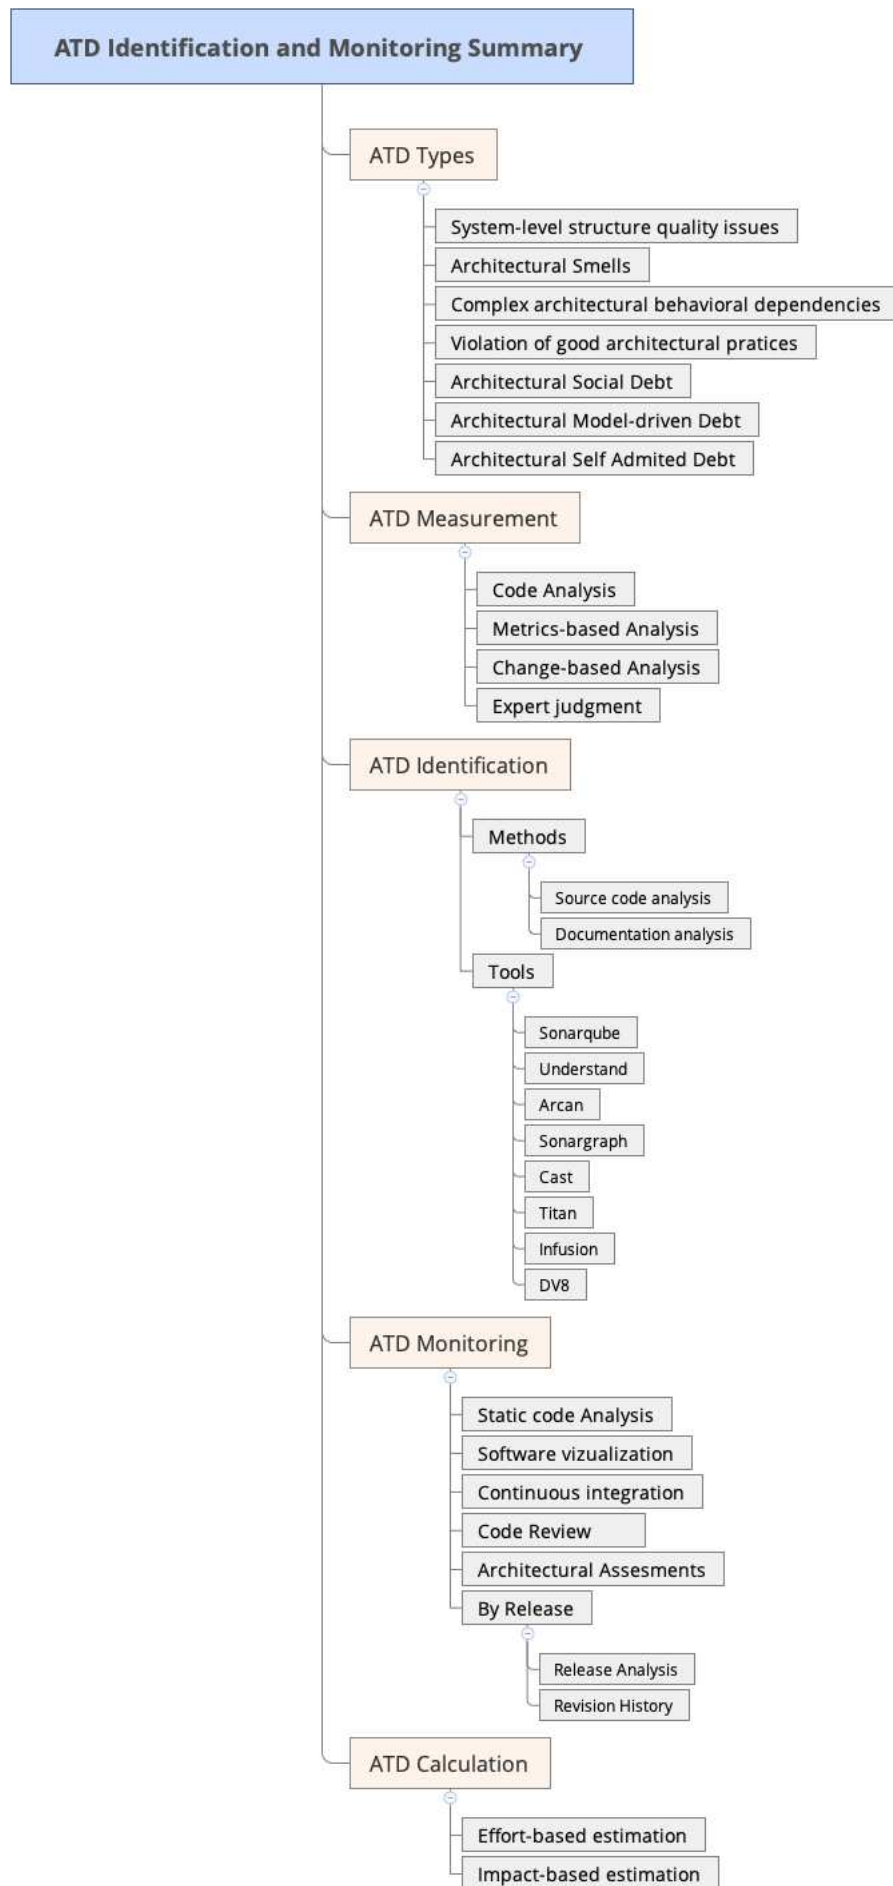 ATD Identification and Monitoring Summary
ATD Types
System-level structure quality issues
Architectural Smells
Complex architectural behavioral dependencies
Violation of good architectural pratices
Architectural Social Debt
Architectural Model-driven Debt
Architectural Self Admited Debt
ATD Measurement
Code Analysis
Metrics-based Analysis
Change-based Analysis
Expert judgment
ATD Identification
Methods
Source code analysis
Documentation analysis
Tools
Sonarqube
Understand
Arcan
Sonargraph
Cast
Titan
Infusion
DV8
ATD Monitoring
Static code Analysis
Software vizualization
Continuous integration
Code Review
Architectural Assesments
By Release
Release Analysis
Revision History
ATD Calculation
Effort-based estimation
Impact-based estimation